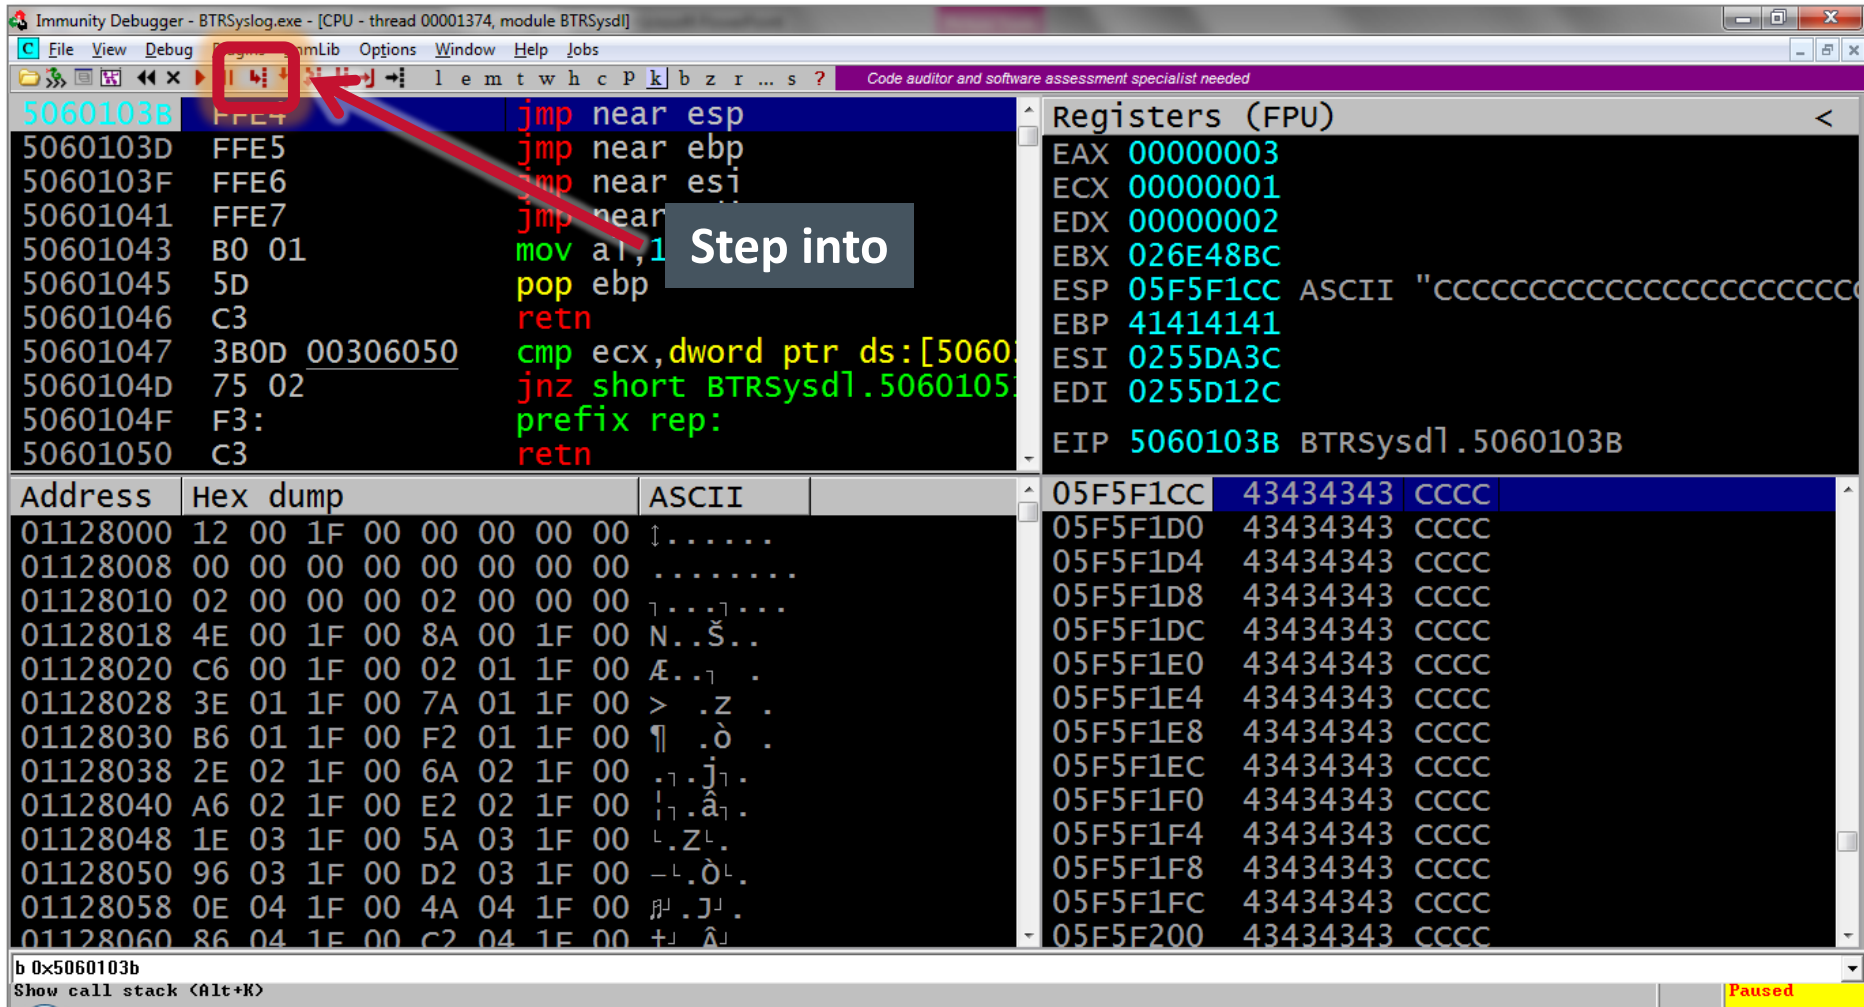 Immunity Debugger - BTRSyslog.exe - [CPU - thread 00001374, module BTRSysdl]
C File View Debug ImmLib Options Window Help Jobs
l e m t w h c P k b z r ... s ? Code auditor and software assessment specialist needed
Step into
5060103B FFE4 jmp near esp
5060103D FFE5 jmp near ebp
5060103F FFE6 jmp near esi
50601041 FFE7 jmp near
50601043 B0 01 mov al,1
50601045 5D pop ebp
50601046 C3 retn
50601047 3B0D 00306050 cmp ecx,dword ptr ds:[5060
5060104D 75 02 jnz short BTRSysdl.5060105
5060104F F3: prefix rep:
50601050 C3 retn
Registers (FPU) <
EAX 00000003
ECX 00000001
EDX 00000002
EBX 026E48BC
ESP 05F5F1CC ASCII "CCCCCCCCCCCCCCCCCCCCCCC
EBP 41414141
ESI 0255DA3C
EDI 0255D12C
EIP 5060103B BTRSysdl.5060103B
Address Hex dump ASCII
01128000 12 00 1F 00 00 00 00 00 ↕......
01128008 00 00 00 00 00 00 00 00 ........
01128010 02 00 00 00 02 00 00 00 ┐...┐...
01128018 4E 00 1F 00 8A 00 1F 00 N..Š..
01128020 C6 00 1F 00 02 01 1F 00 Æ..┐ .
01128028 3E 01 1F 00 7A 01 1F 00 > .z .
01128030 B6 01 1F 00 F2 01 1F 00 ¶ .ò .
01128038 2E 02 1F 00 6A 02 1F 00 .┐.j┐.
01128040 A6 02 1F 00 E2 02 1F 00 ¦┐.â┐.
01128048 1E 03 1F 00 5A 03 1F 00 └.Z└.
01128050 96 03 1F 00 D2 03 1F 00 –└.Ò└.
01128058 0E 04 1F 00 4A 04 1F 00 ♬┘.J┘.
01128060 86 04 1F 00 C2 04 1F 00 †┘ Â┘
05F5F1CC 43434343 CCCC
05F5F1D0 43434343 CCCC
05F5F1D4 43434343 CCCC
05F5F1D8 43434343 CCCC
05F5F1DC 43434343 CCCC
05F5F1E0 43434343 CCCC
05F5F1E4 43434343 CCCC
05F5F1E8 43434343 CCCC
05F5F1EC 43434343 CCCC
05F5F1F0 43434343 CCCC
05F5F1F4 43434343 CCCC
05F5F1F8 43434343 CCCC
05F5F1FC 43434343 CCCC
05F5F200 43434343 CCCC
b 0x5060103b
Show call stack (Alt+K)
Paused